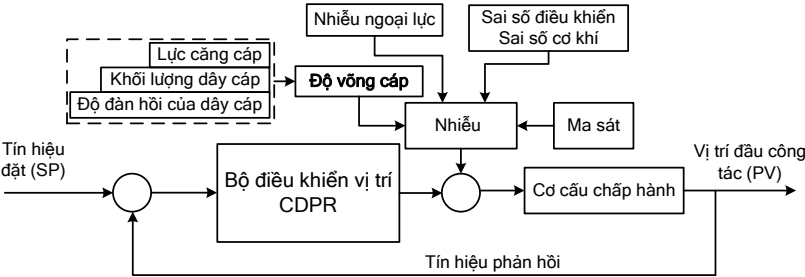 Nhiễu ngoại lực
Sai số điều khiển
Sai số cơ khí
Lực căng cáp
Khối lượng dây cáp
Độ đàn hồi của dây cáp
Độ võng cáp
Nhiễu
Ma sát
Tín hiệu
đặt (SP)
Bộ điều khiển vị trí
CDPR
Cơ cấu chấp hành
Vị trí đầu công
tác (PV)
Tín hiệu phản hồi